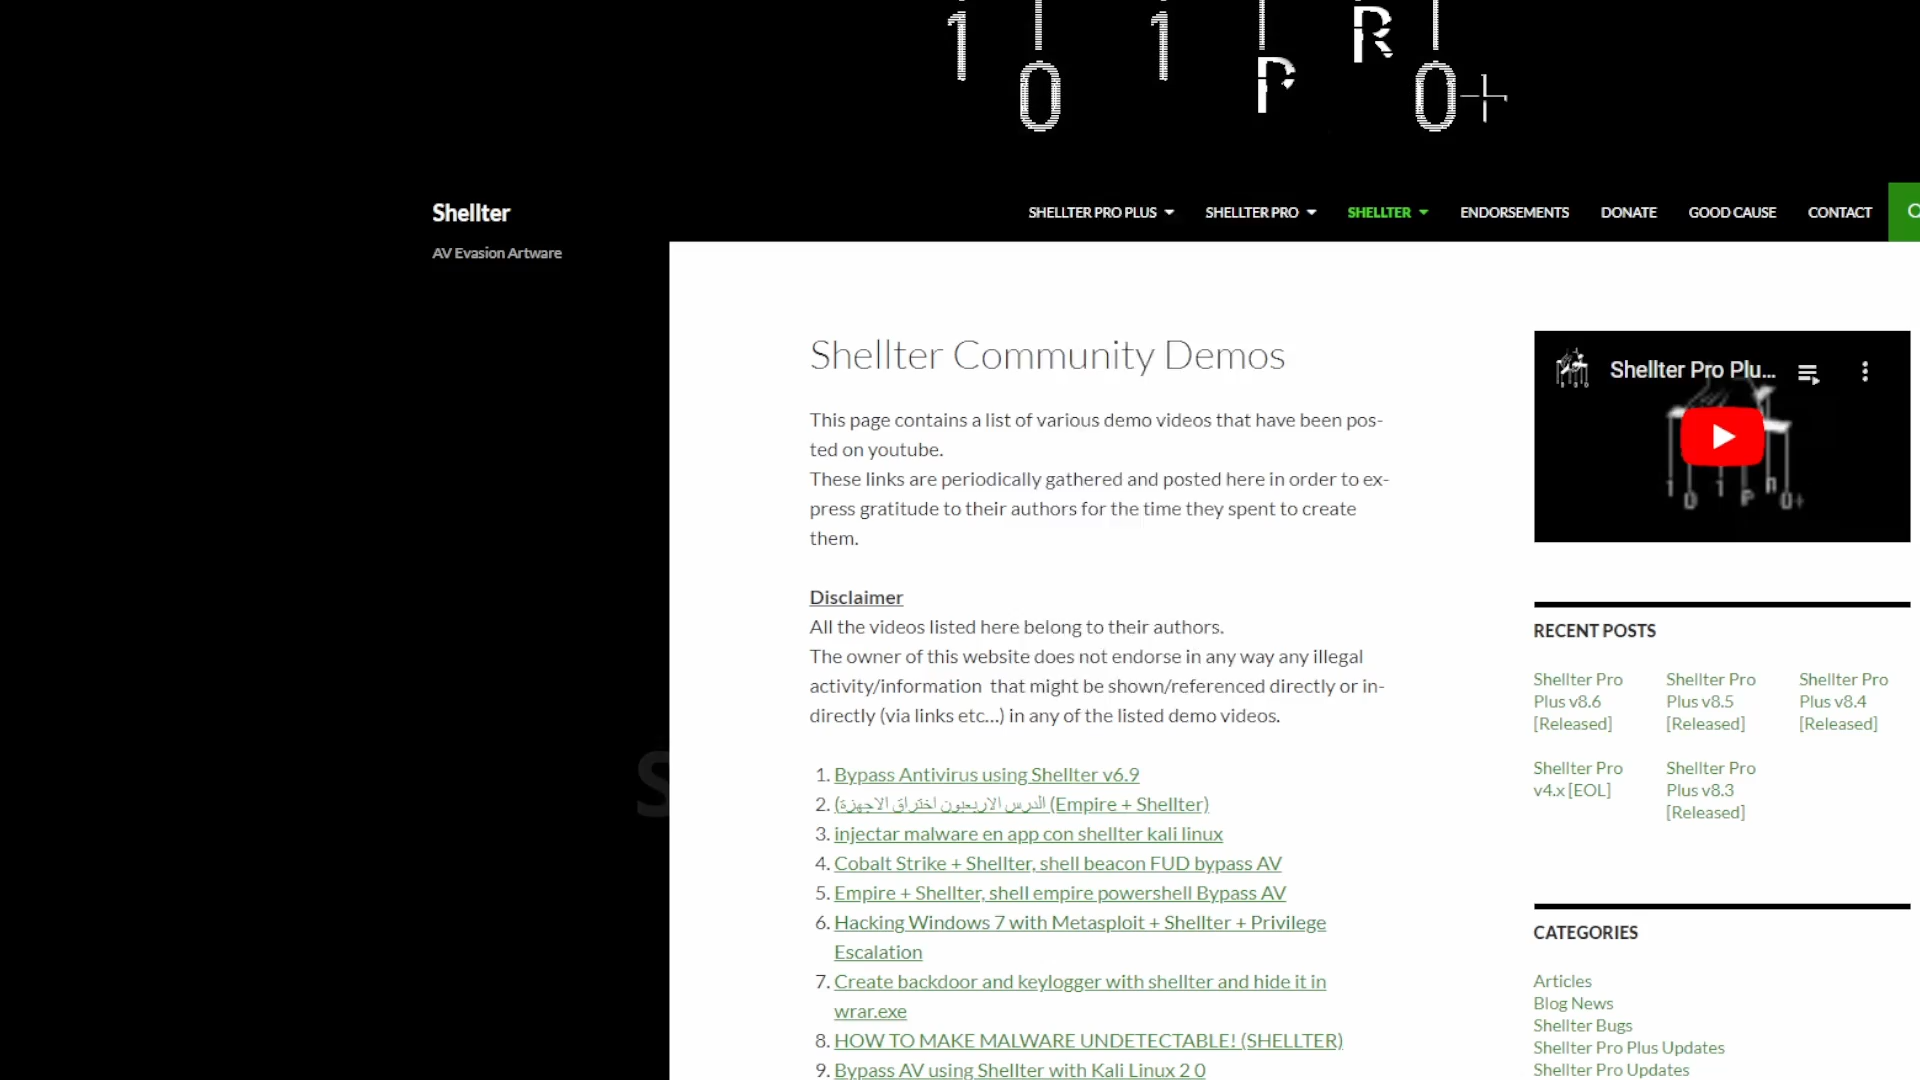 1 0 1 P R 0+
Shellter
AV Evasion Artware
SHELLTER PRO PLUS
SHELLTER PRO
SHELLTER
ENDORSEMENTS
DONATE
GOOD CAUSE
CONTACT
Shellter Community Demos
This page contains a list of various demo videos that have been pos-
ted on youtube.
These links are periodically gathered and posted here in order to ex-
press gratitude to their authors for the time they spent to create
them.
Disclaimer
All the videos listed here belong to their authors.
The owner of this website does not endorse in any way any illegal
activity/information that might be shown/referenced directly or in-
directly (via links etc...) in any of the listed demo videos.
1. Bypass Antivirus using Shellter v6.9
2. (الدرس الاربعون اختراق الاجهزة (Empire + Shellter)
3. injectar malware en app con shellter kali linux
4. Cobalt Strike + Shellter, shell beacon FUD bypass AV
5. Empire + Shellter, shell empire powershell Bypass AV
6. Hacking Windows 7 with Metasploit + Shellter + Privilege
Escalation
7. Create backdoor and keylogger with shellter and hide it in
wrar.exe
8. HOW TO MAKE MALWARE UNDETECTABLE! (SHELLTER)
9. Bypass AV using Shellter with Kali Linux 2 0
Shellter Pro Plu...
1 0 1 P R 0+
RECENT POSTS
Shellter Pro
Plus v8.6
[Released]
Shellter Pro
Plus v8.5
[Released]
Shellter Pro
Plus v8.4
[Released]
Shellter Pro
v4.x [EOL]
Shellter Pro
Plus v8.3
[Released]
CATEGORIES
Articles
Blog News
Shellter Bugs
Shellter Pro Plus Updates
Shellter Pro Updates